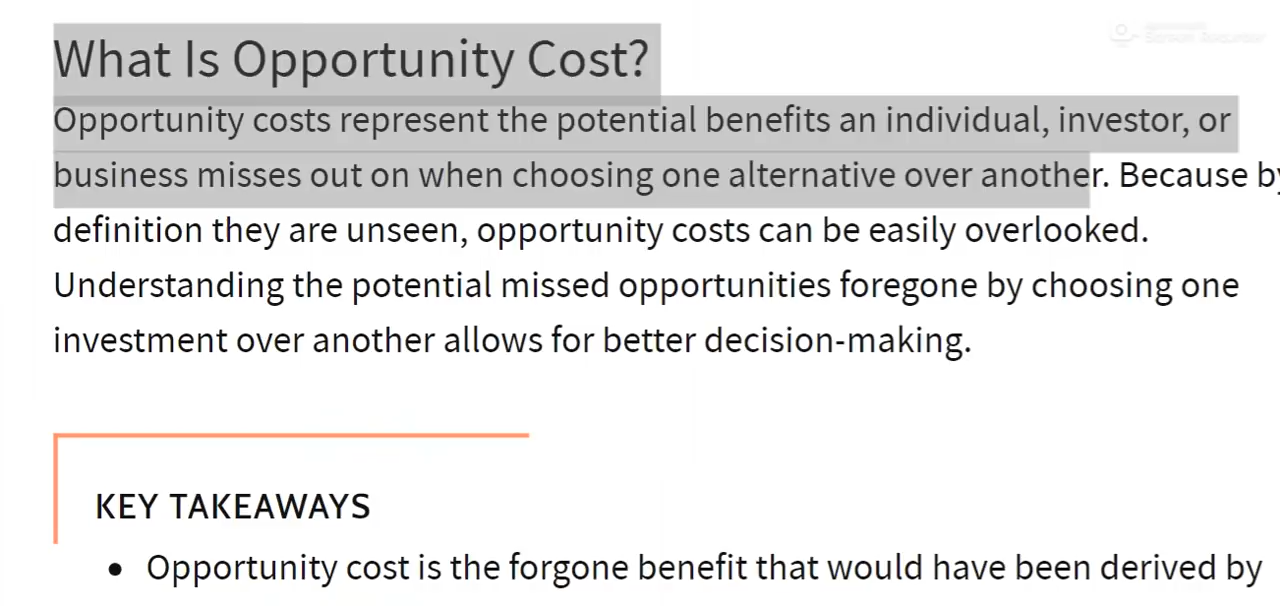 What Is Opportunity Cost?
Opportunity costs represent the potential benefits an individual, investor, or
business misses out on when choosing one alternative over another. Because by
definition they are unseen, opportunity costs can be easily overlooked.
Understanding the potential missed opportunities foregone by choosing one
investment over another allows for better decision-making.
KEY TAKEAWAYS
• Opportunity cost is the forgone benefit that would have been derived by